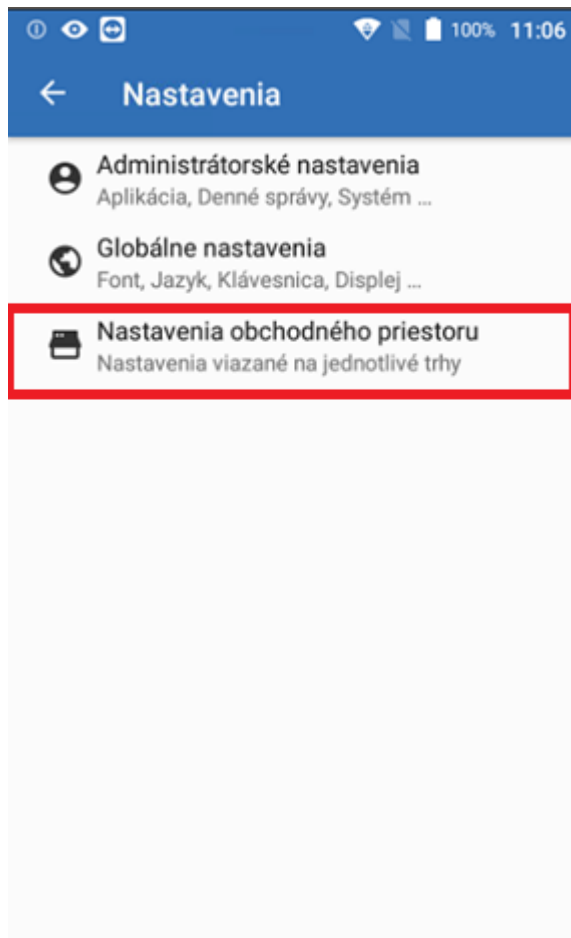 100% 11:06
Nastavenia
Administrátorské nastavenia
Aplikácia, Denné správy, Systém ...
Globálne nastavenia
Font, Jazyk, Klávesnica, Displej ...
Nastavenia obchodného priestoru
Nastavenia viazané na jednotlivé trhy